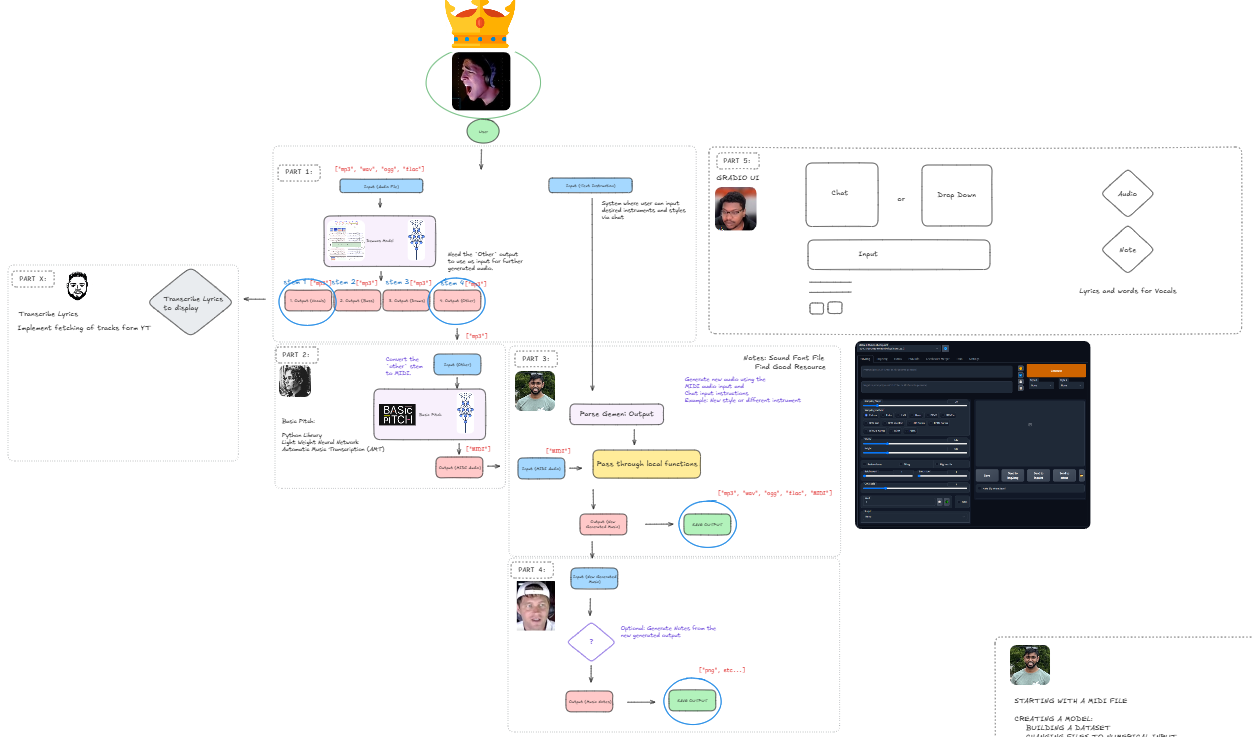 USER
PART 1:
["mp3", "wav", "ogg", "flac"]
Input (Audio File)
Input (Text Instruction)
System where user can input
desired instruments and styles
via chat
Demucs Model
Need the "Other" output
to use as input for further
generated audio.
stem 1 ["mp3"]
stem 2 ["mp3"]
stem 3 ["mp3"]
stem 4 ["mp3"]
1. Output (Vocals)
2. Output (Bass)
3. Output (Drums)
4. Output (Other)
["mp3"]
PART X:
Transcribe Lyrics
Implement fetching of tracks form YT
Transcribe Lyrics
to display
PART 2:
Convert the
"other" stem
to MIDI.
Input (Other)
BASIC
PITCH
Basic Pitch
Basic Pitch:
Python Library
Light Weight Neural Network
Automatic Music Transcription (AMT)
["MIDI"]
Output (MIDI Audio)
PART 3:
Notes: Sound Font File
Find Good Resource
Generate new audio using the
MIDI audio input and
Chat input instructions
Example: New style or different instrument
Parse Gemeni Output
["MIDI"]
Input (MIDI Audio)
Pass through local functions
["mp3", "wav", "ogg", "flac", "MIDI"]
Output (New
Generated Music)
SAVE OUTPUT
PART 4:
Input (New Generated
Music)
?
Optional: Generate Notes from the
new generated output
["png", etc...]
Output (Music Notes)
SAVE OUTPUT
PART 5:
GRADIO UI
Chat
or
Drop Down
Input
Audio
Note
Lyrics and words for Vocals
STARTING WITH A MIDI FILE
CREATING A MODEL:
BUILDING A DATASET
CHANGING FILES TO NUMERICAL INPUT